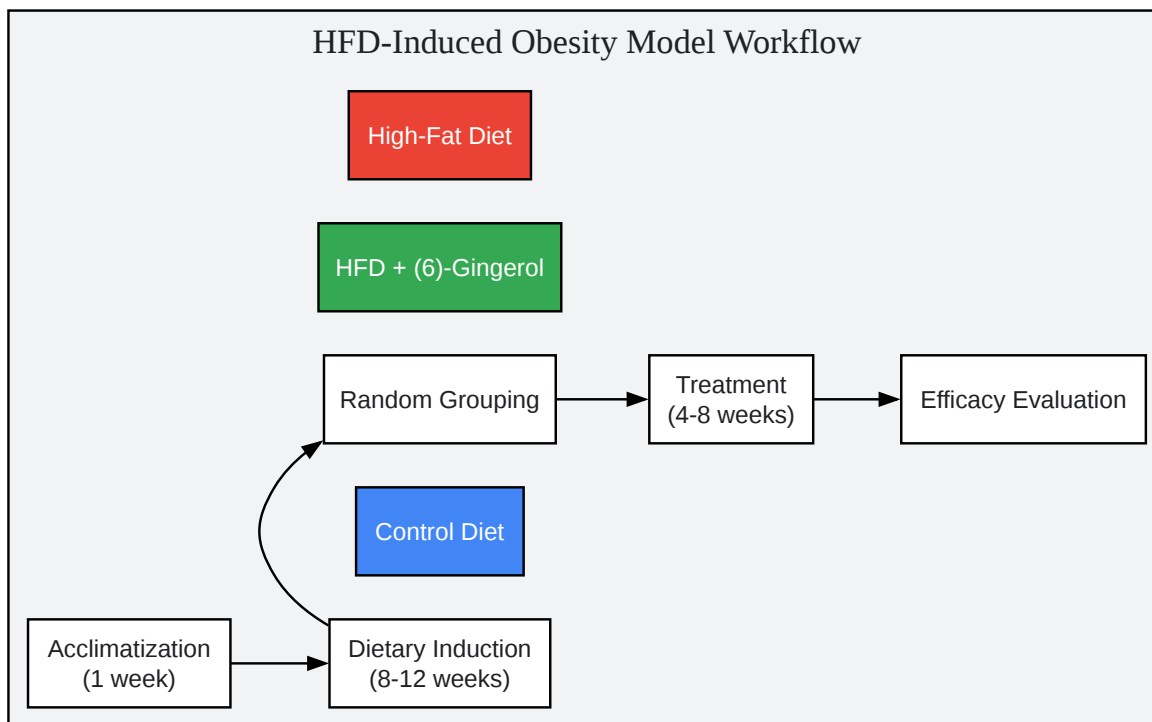 HFD-Induced Obesity Model Workflow
High-Fat Diet
HFD + (6)-Gingerol
Random Grouping
Treatment
(4-8 weeks)
Efficacy Evaluation
Control Diet
Acclimatization
(1 week)
Dietary Induction
(8-12 weeks)